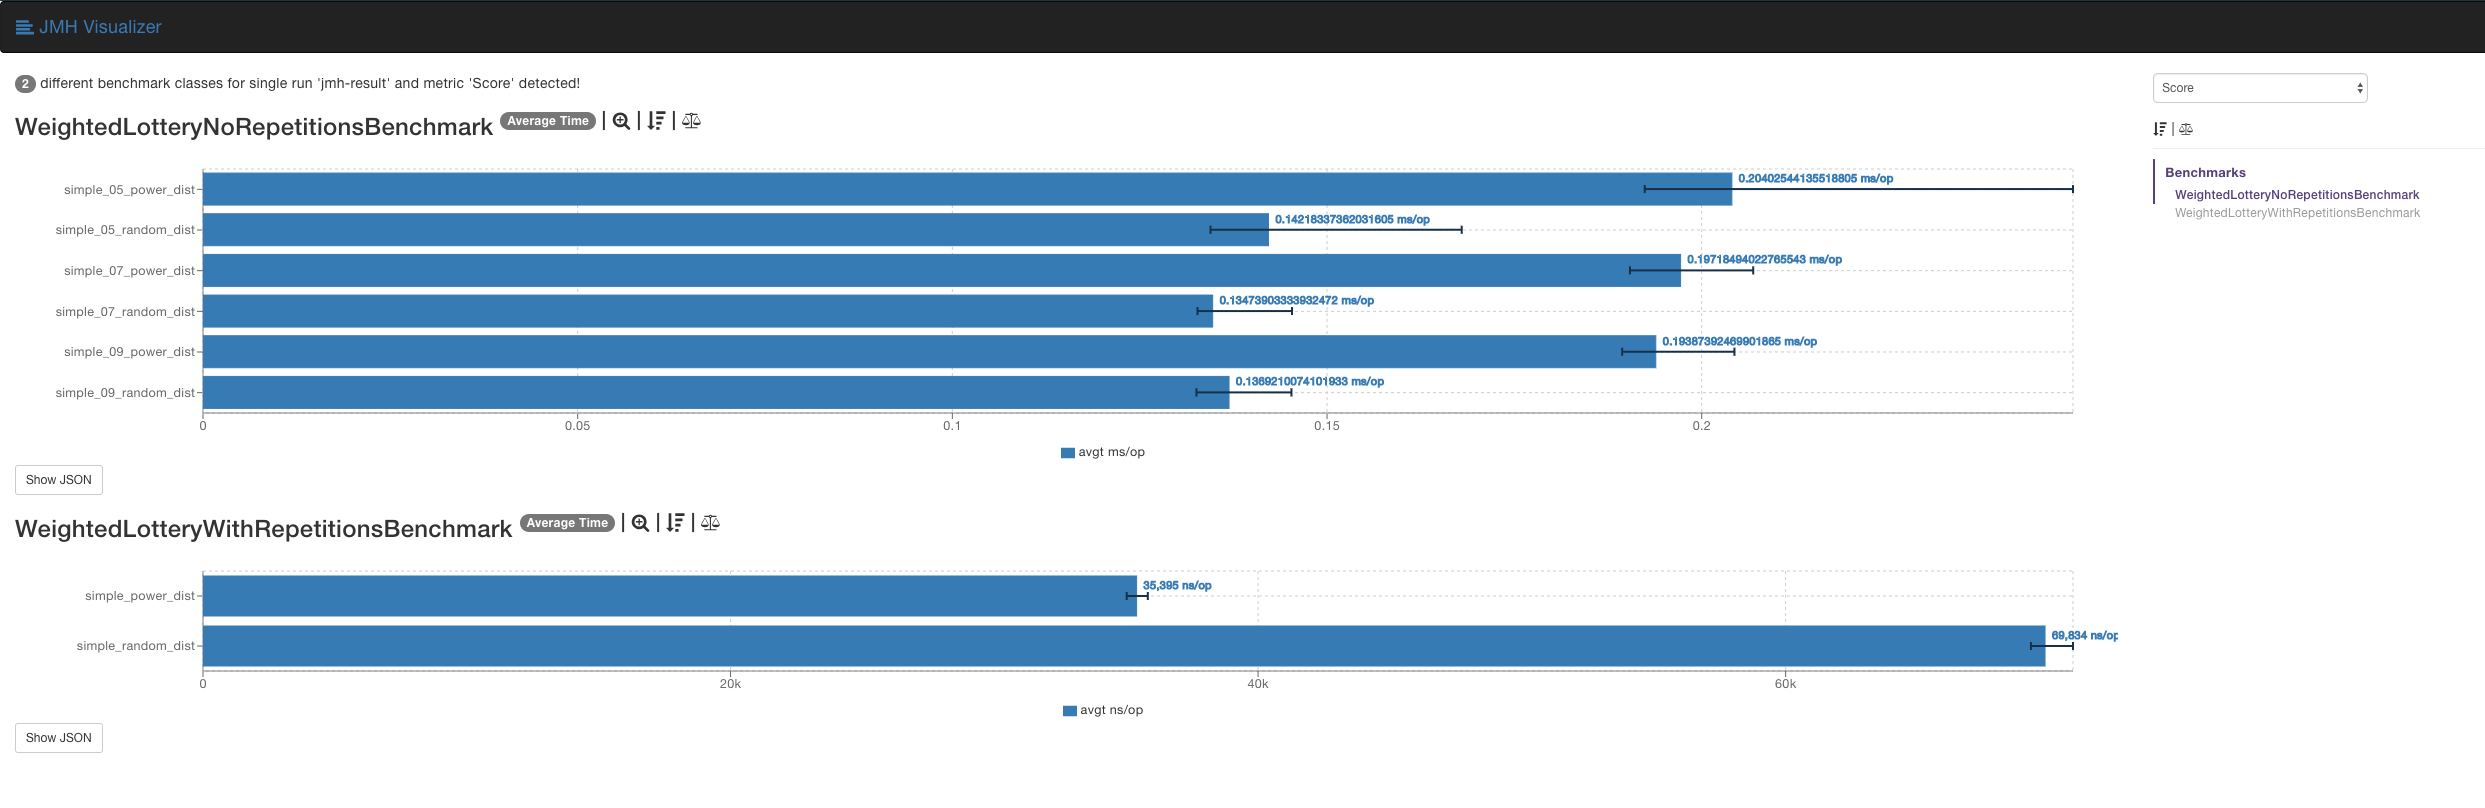 JMH Visualizer
2 different benchmark classes for single run 'jmh-result' and metric 'Score' detected!
Score
WeightedLotteryNoRepetitionsBenchmark Average Time | | |
|
Benchmarks
WeightedLotteryNoRepetitionsBenchmark
WeightedLotteryWithRepetitionsBenchmark
simple_05_power_dist 0.20402544135518805 ms/op
simple_05_random_dist 0.14218337362031605 ms/op
simple_07_power_dist 0.19718494022765543 ms/op
simple_07_random_dist 0.13473903333932472 ms/op
simple_09_power_dist 0.19387392469901865 ms/op
simple_09_random_dist 0.1369210074101933 ms/op
0 0.05 0.1 0.15 0.2
avgt ms/op
Show JSON
WeightedLotteryWithRepetitionsBenchmark Average Time | | |
simple_power_dist 35,395 ns/op
simple_random_dist 69,834 ns/op
0 20k 40k 60k
avgt ns/op
Show JSON